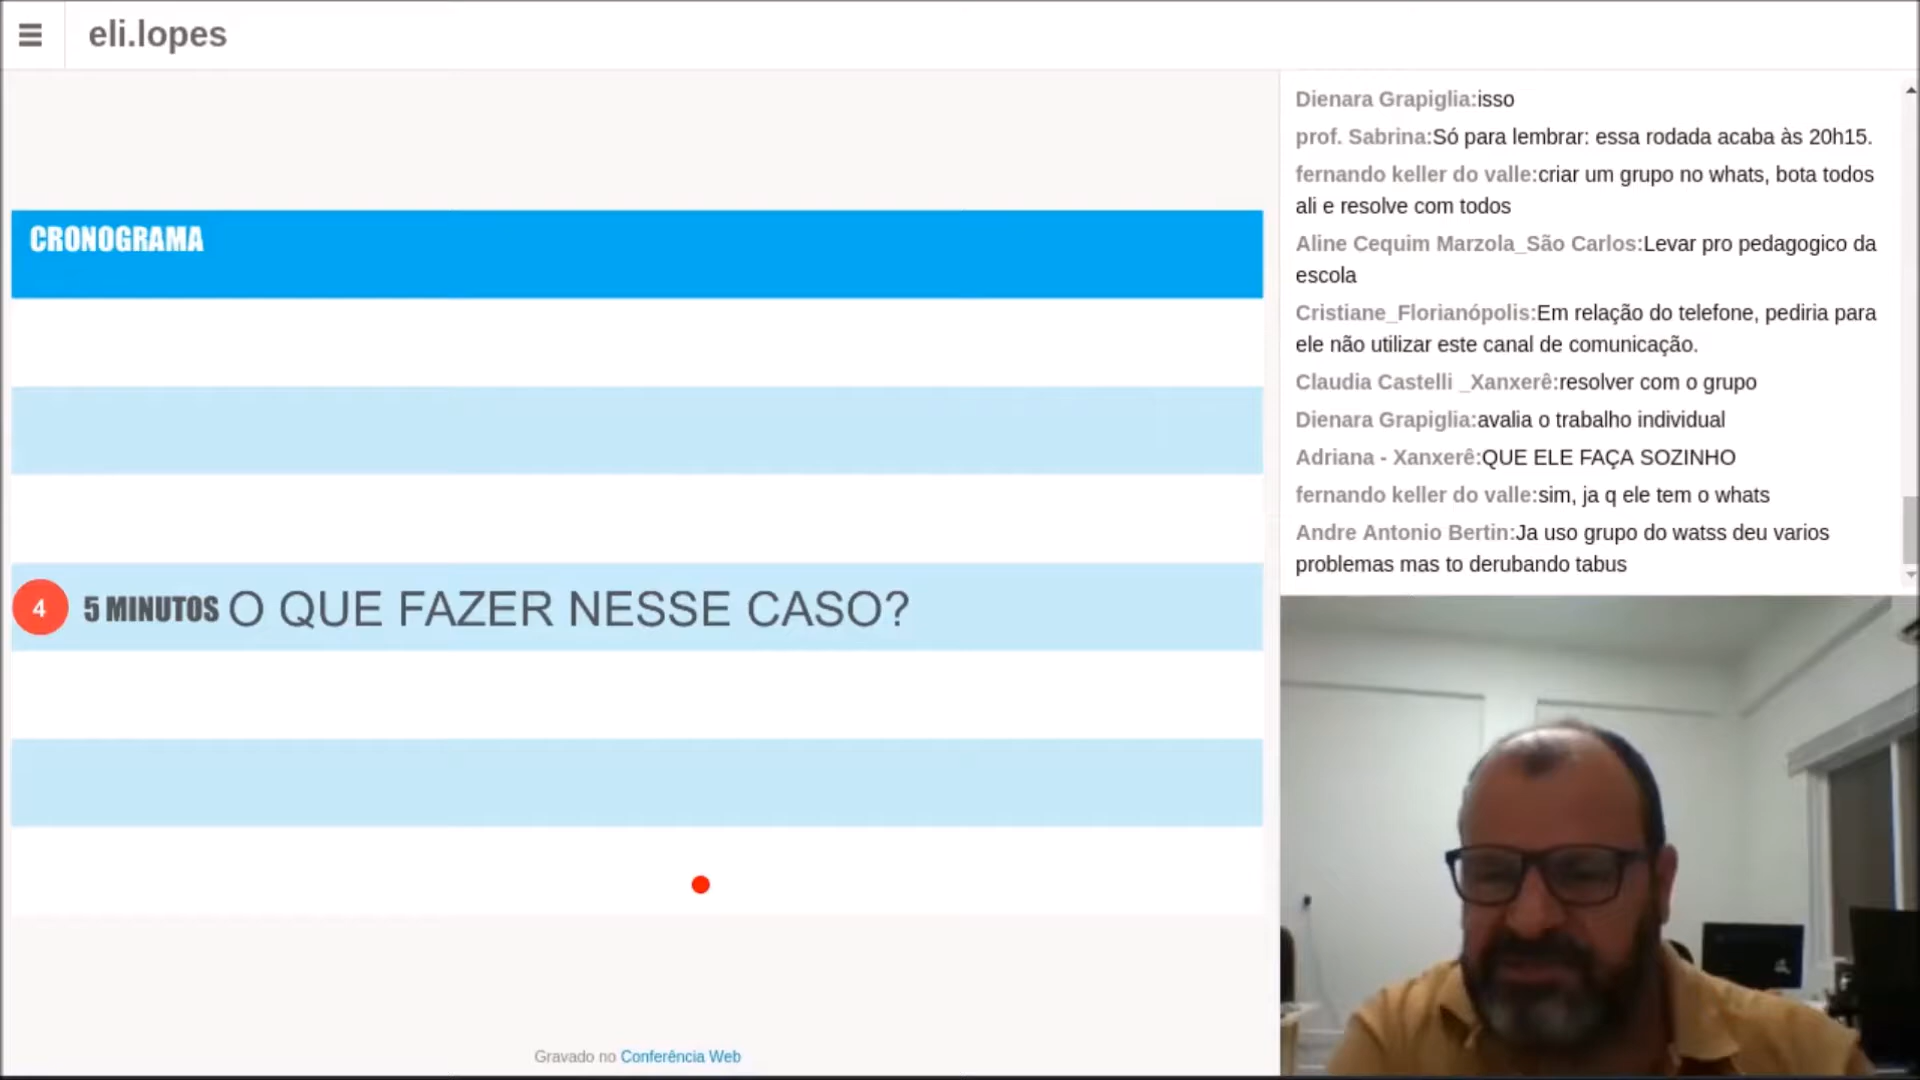 eli.lopes
CRONOGRAMA
4 5 MINUTOS O QUE FAZER NESSE CASO?
Gravado no Conferência Web
Dienara Grapiglia:isso
prof. Sabrina:Só para lembrar: essa rodada acaba às 20h15.
fernando keller do valle:criar um grupo no whats, bota todos
ali e resolve com todos
Aline Cequim Marzola_São Carlos:Levar pro pedagogico da
escola
Cristiane_Florianópolis:Em relação do telefone, pediria para
ele não utilizar este canal de comunicação.
Claudia Castelli _Xanxerê:resolver com o grupo
Dienara Grapiglia:avalia o trabalho individual
Adriana - Xanxerê:QUE ELE FAÇA SOZINHO
fernando keller do valle:sim, ja q ele tem o whats
Andre Antonio Bertin:Ja uso grupo do watss deu varios
problemas mas to derubando tabus